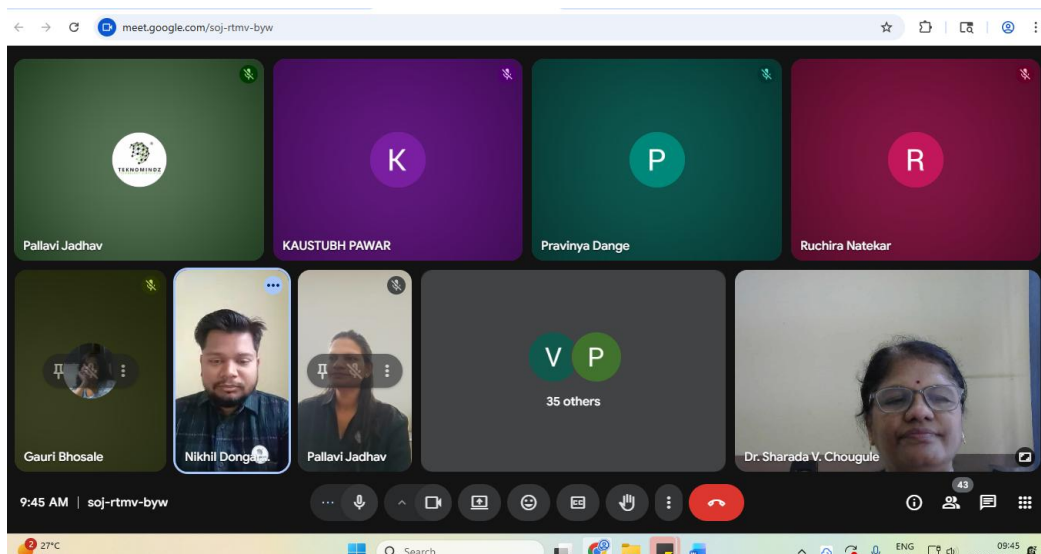 meet.google.com/soj-rtmv-byw
TEKNOMINDZ
Pallavi Jadhav
K
KAUSTUBH PAWAR
P
Pravinya Dange
R
Ruchira Natekar
Gauri Bhosale
Nikhil Donga
Pallavi Jadhav
V P
35 others
Dr. Sharada V. Chougule
9:45 AM | soj-rtmv-byw
CC
43
2 27°C
Search
ENG
09:45